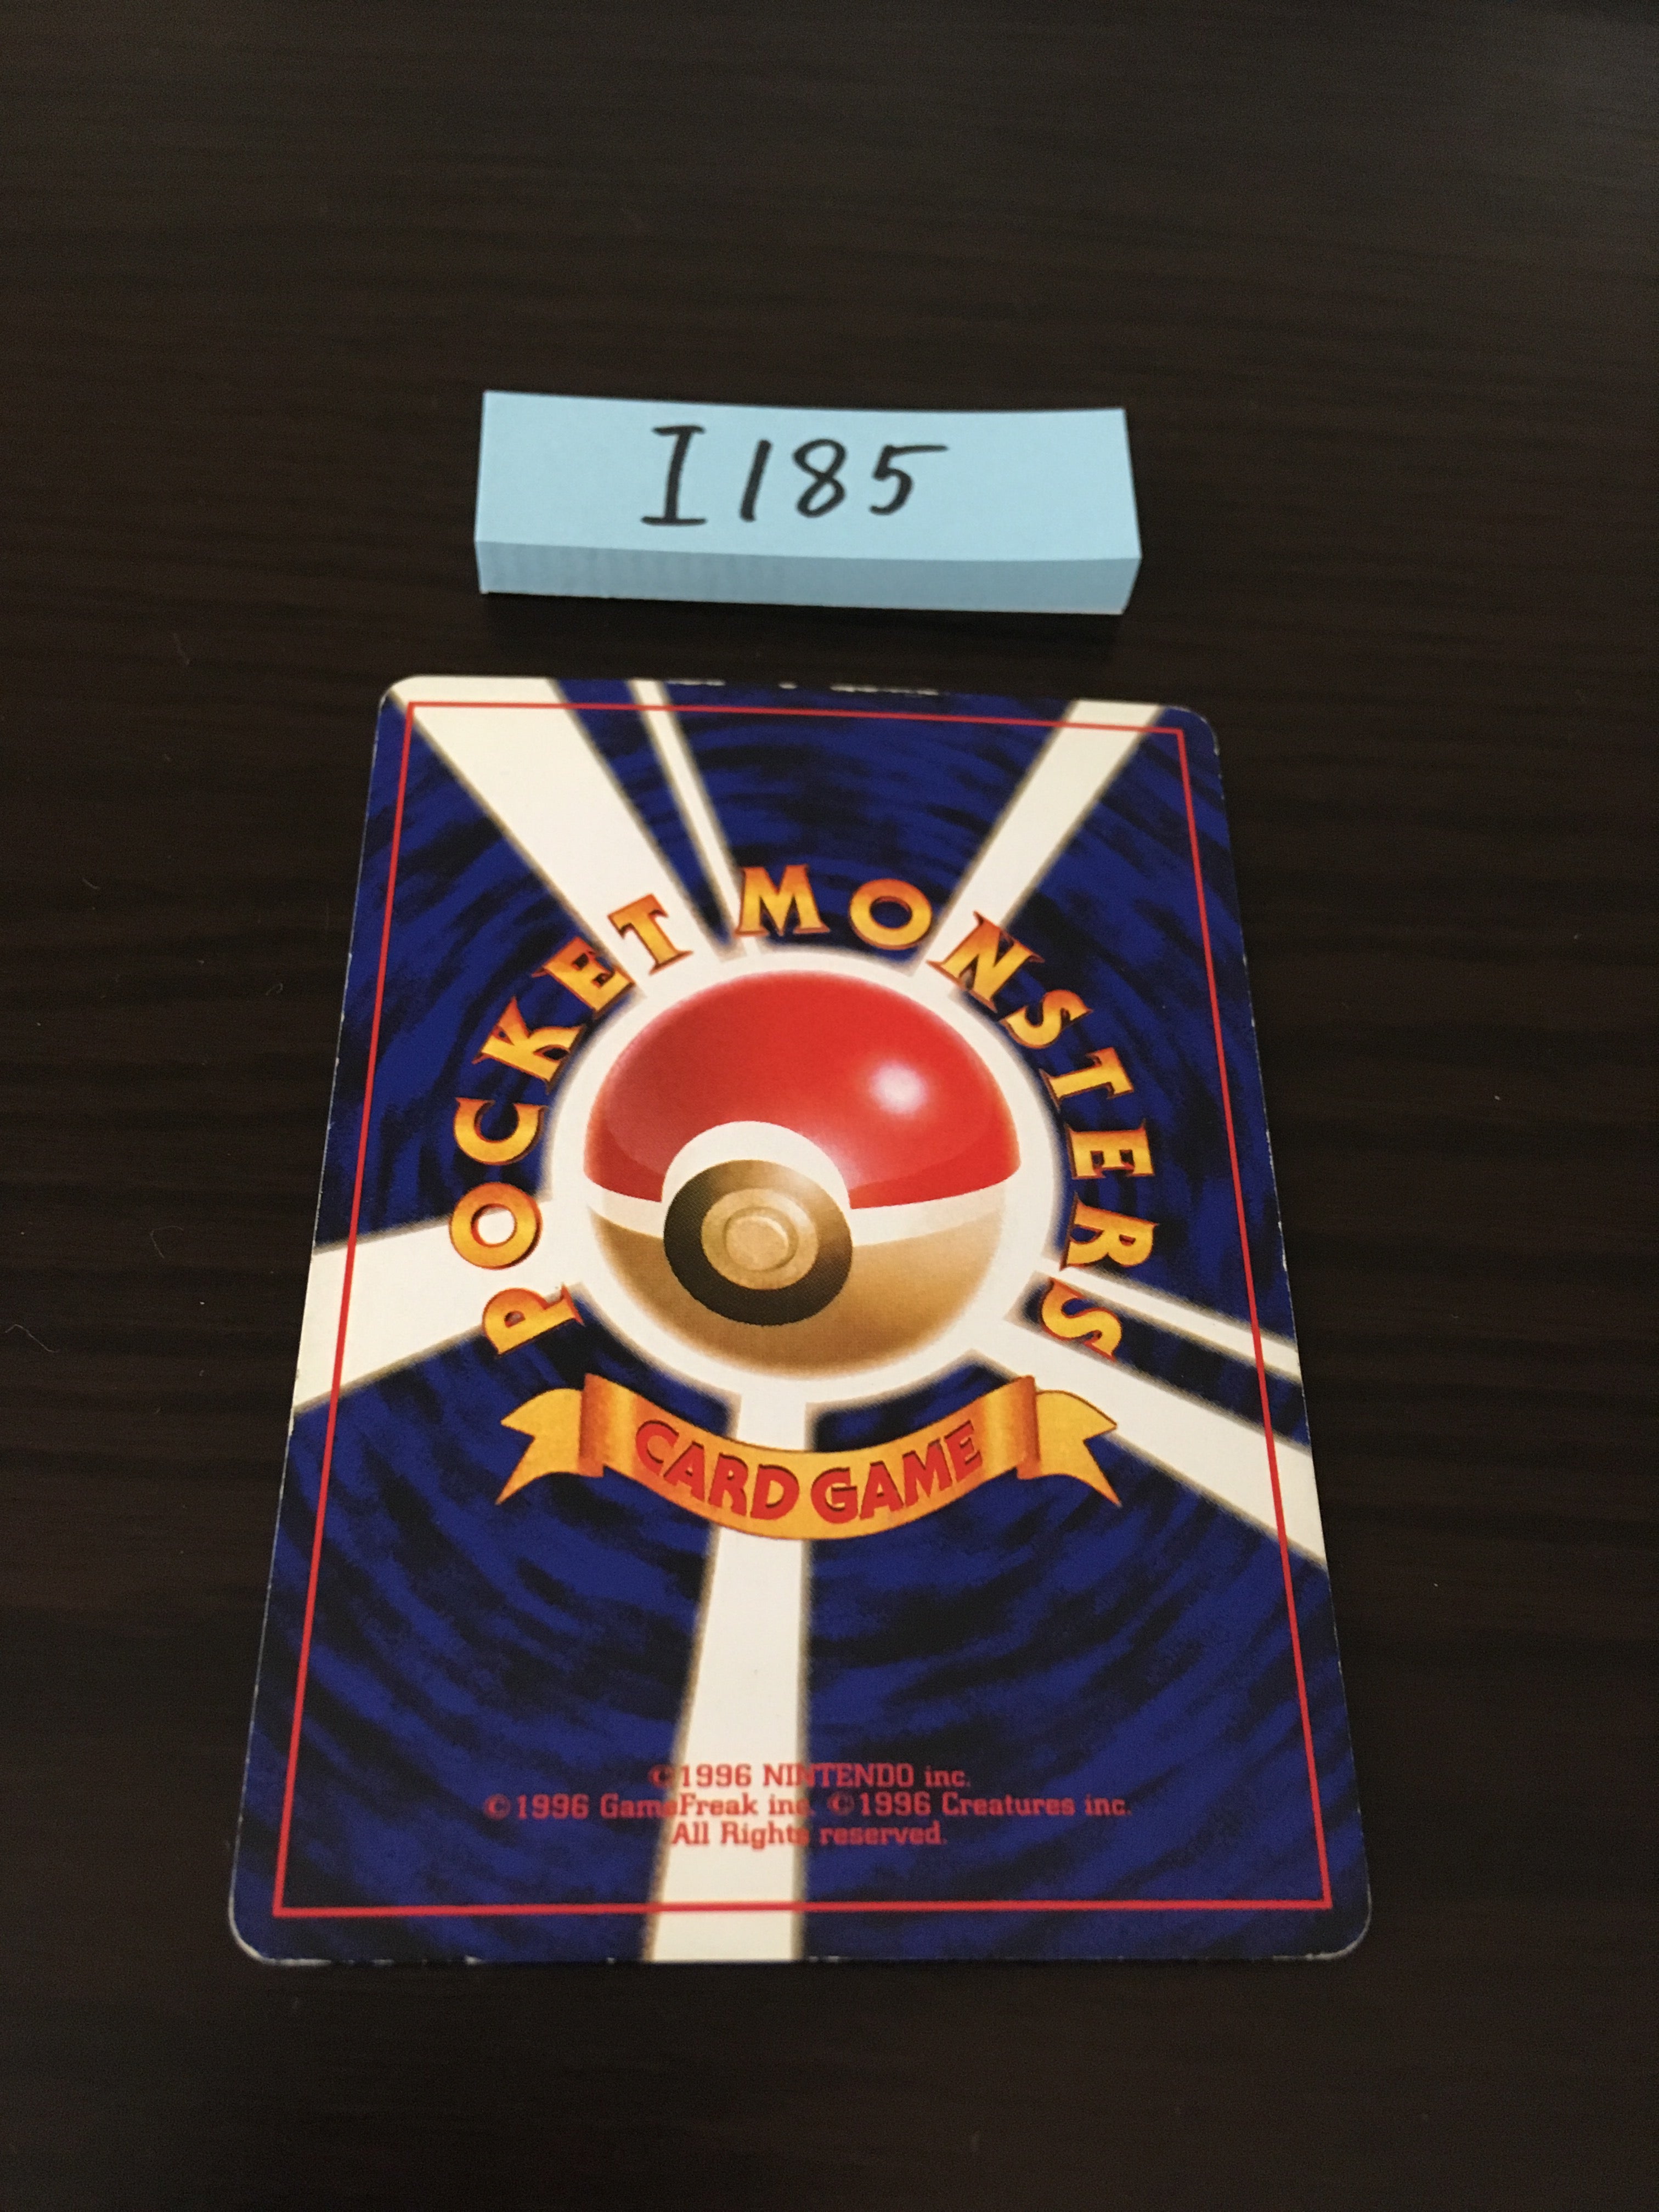 I185
POCKET MONSTERS
CARD GAME
©1996 NINTENDO inc.
©1996 GameFreak inc. ©1996 Creatures inc.
All Rights reserved.